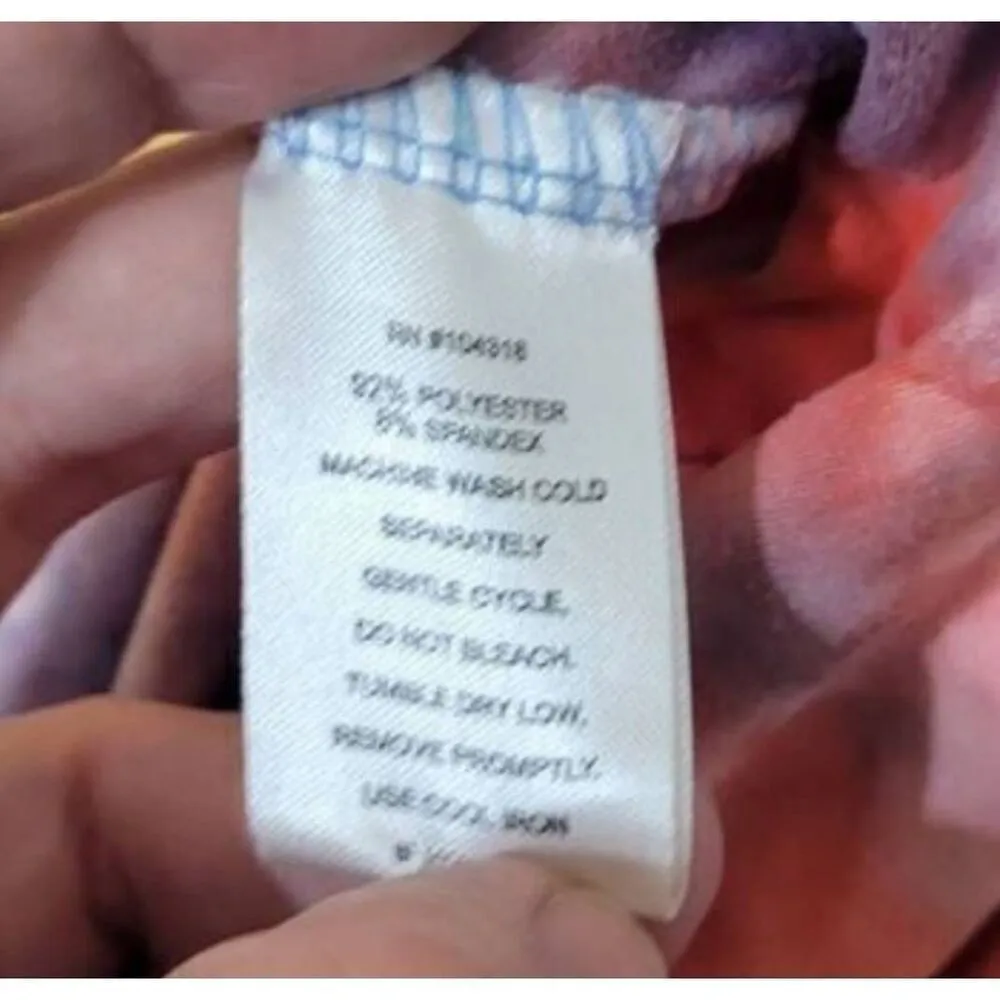 RN #104318
92% POLYESTER
8% SPANDEX
MACHINE WASH COLD
SEPARATELY
GENTLE CYCLE.
DO NOT BLEACH.
TUMBLE DRY LOW.
REMOVE PROMPTLY.
USE COOL IRON